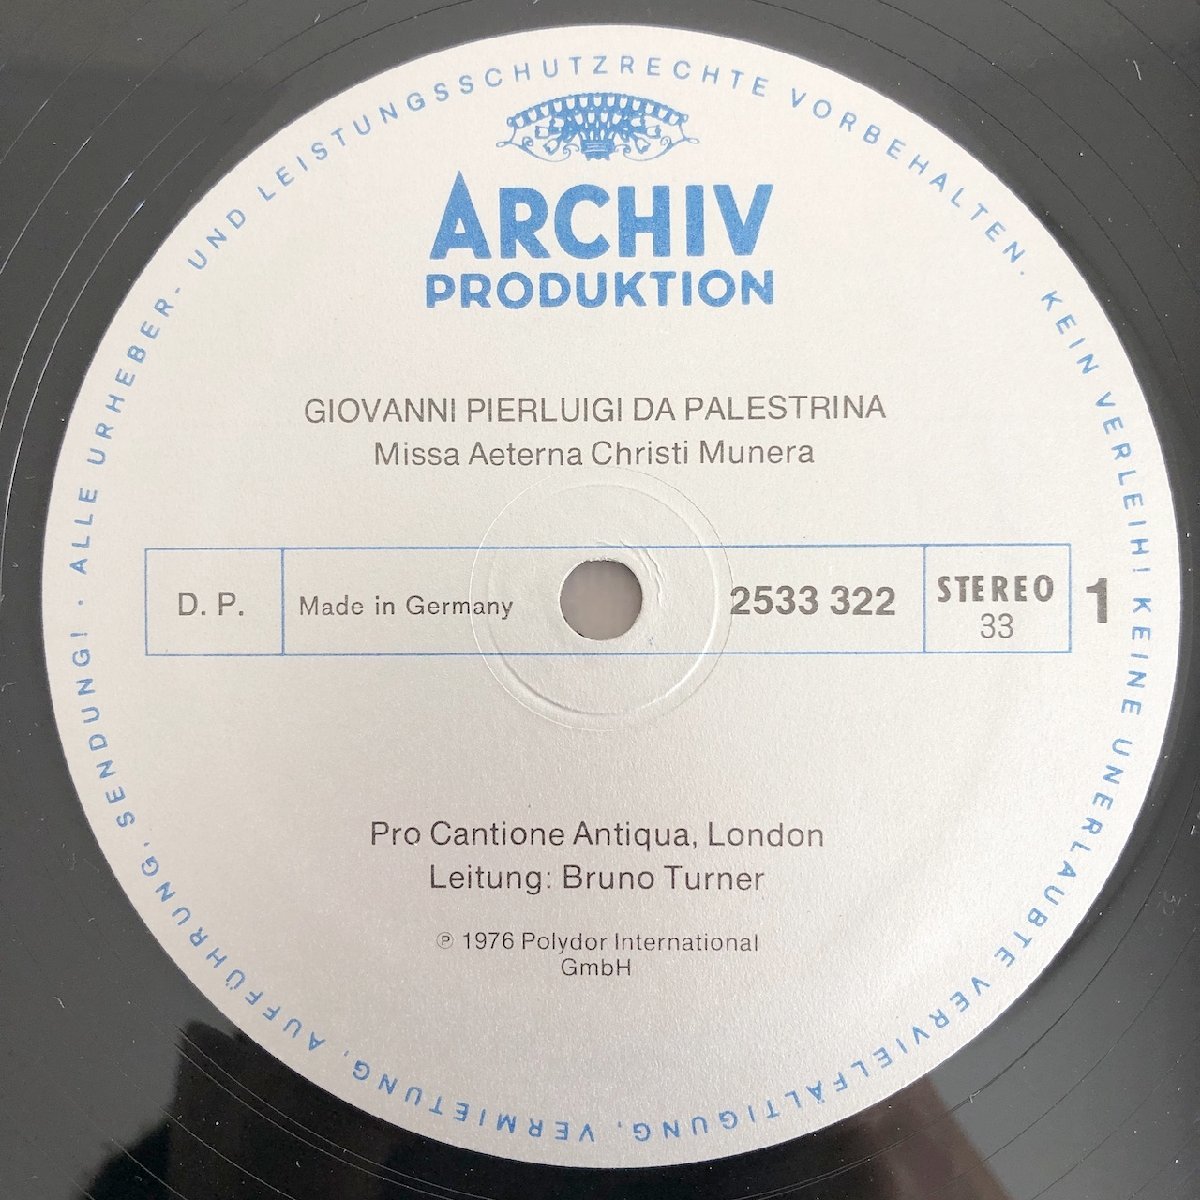 ALLE URHEBER- UND LEISTUNGSSCHUTZRECHTE VORBEHALTEN. KEIN VERLEIH! KEINE UNERLAUBTE VERVIELFÄLTIGUNG, VERMIETUNG, AUFFÜHRUNG, SENDUNG! ·
ARCHIV
PRODUKTION
GIOVANNI PIERLUIGI DA PALESTRINA
Missa Aeterna Christi Munera
D. P. Made in Germany 2533 322 STEREO 1
33
Pro Cantione Antiqua, London
Leitung: Bruno Turner
℗ 1976 Polydor International
GmbH